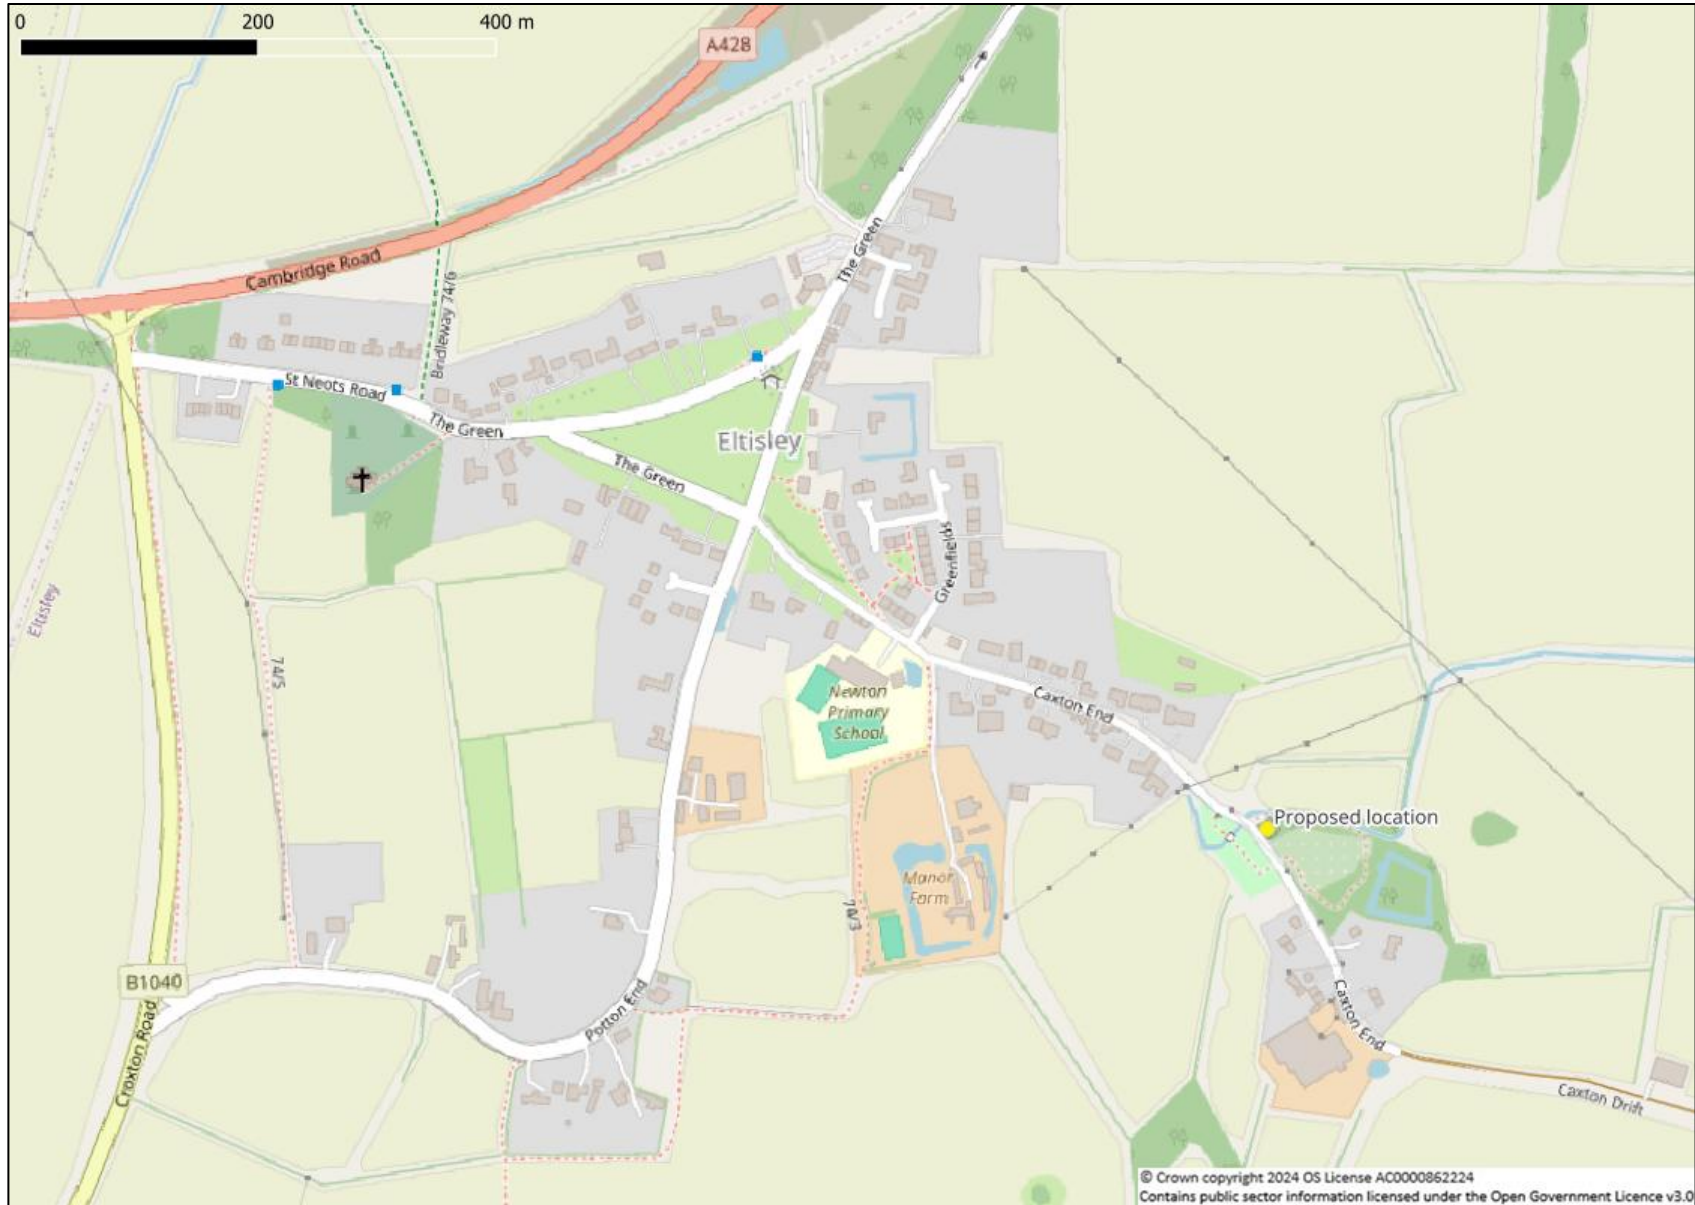 0 200 400 m
A428
The Green
Cambridge Road
Bridleway 74/6
St Neots Road
The Green
Eltisley
The Green
Greenfields
Eltisley
74/5
Newton
Primary
School
Caxton End
Proposed location
Manor
Farm
74/3
B1040
Croxton Road
Potton End
Caxton End
Caxton Drift
© Crown copyright 2024 OS License AC0000862224
Contains public sector information licensed under the Open Government Licence v3.0